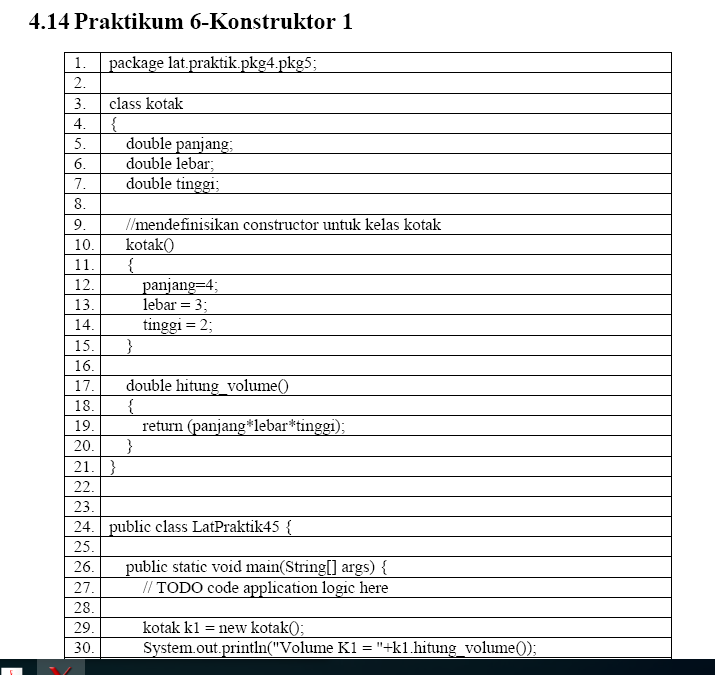 4.14 Praktikum 6-Konstruktor 1
1. package lat.praktik.pkg4.pkg5;
2.
3. class kotak
4. {
5. double panjang;
6. double lebar;
7. double tinggi;
8.
9. //mendefinisikan constructor untuk kelas kotak
10. kotak()
11. {
12. panjang=4;
13. lebar = 3;
14. tinggi = 2;
15. }
16.
17. double hitung_volume()
18. {
19. return (panjang*lebar*tinggi);
20. }
21. }
22.
23.
24. public class LatPraktik45 {
25.
26. public static void main(String[] args) {
27. // TODO code application logic here
28.
29. kotak k1 = new kotak();
30. System.out.println("Volume K1 = "+k1.hitung_volume());